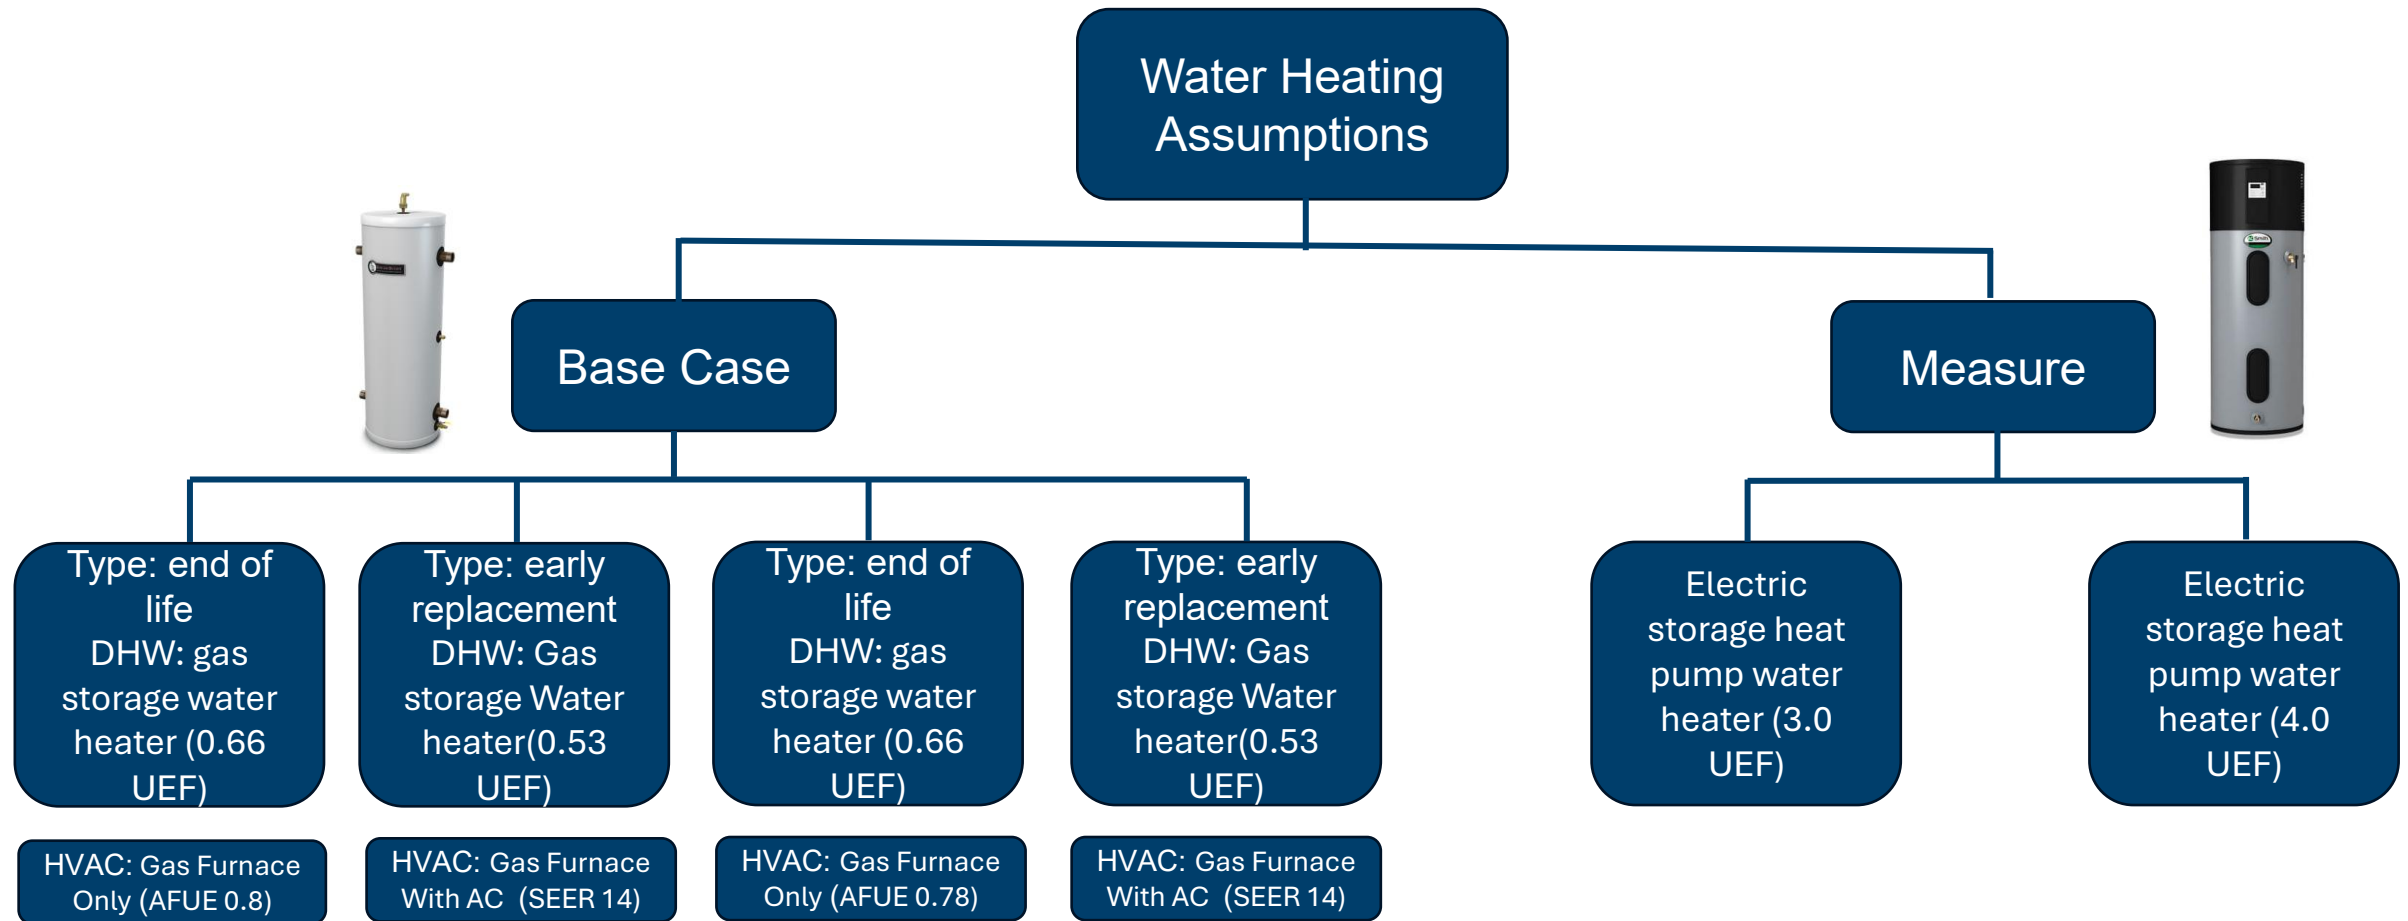 Water Heating
Assumptions
Base Case
Measure
Type: end of
life
DHW: gas
storage water
heater (0.66
UEF)
Type: early
replacement
DHW: Gas
storage Water
heater(0.53
UEF)
Type: end of
life
DHW: gas
storage water
heater (0.66
UEF)
Type: early
replacement
DHW: Gas
storage Water
heater(0.53
UEF)
Electric
storage heat
pump water
heater (3.0
UEF)
Electric
storage heat
pump water
heater (4.0
UEF)
HVAC: Gas Furnace
Only (AFUE 0.8)
HVAC: Gas Furnace
With AC (SEER 14)
HVAC: Gas Furnace
Only (AFUE 0.78)
HVAC: Gas Furnace
With AC (SEER 14)